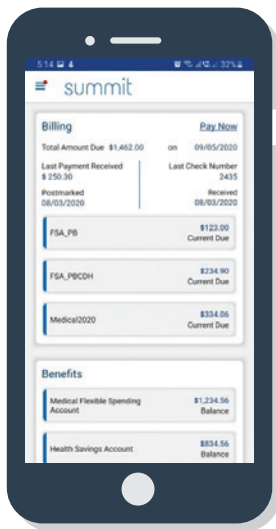 5:14 32%
summit
Billing Pay Now
Total Amount Due $1,462.00 on 09/05/2020
Last Payment Received Last Check Number
$ 250.30 2435
Postmarked Received
08/03/2020 08/03/2020
FSA_PB $123.00
Current Due
FSA_PBCDH $234.90
Current Due
Medical2020 $334.06
Current Due
Benefits
Medical Flexible Spending $1,234.56
Account Balance
Health Savings Account $834.56
Balance